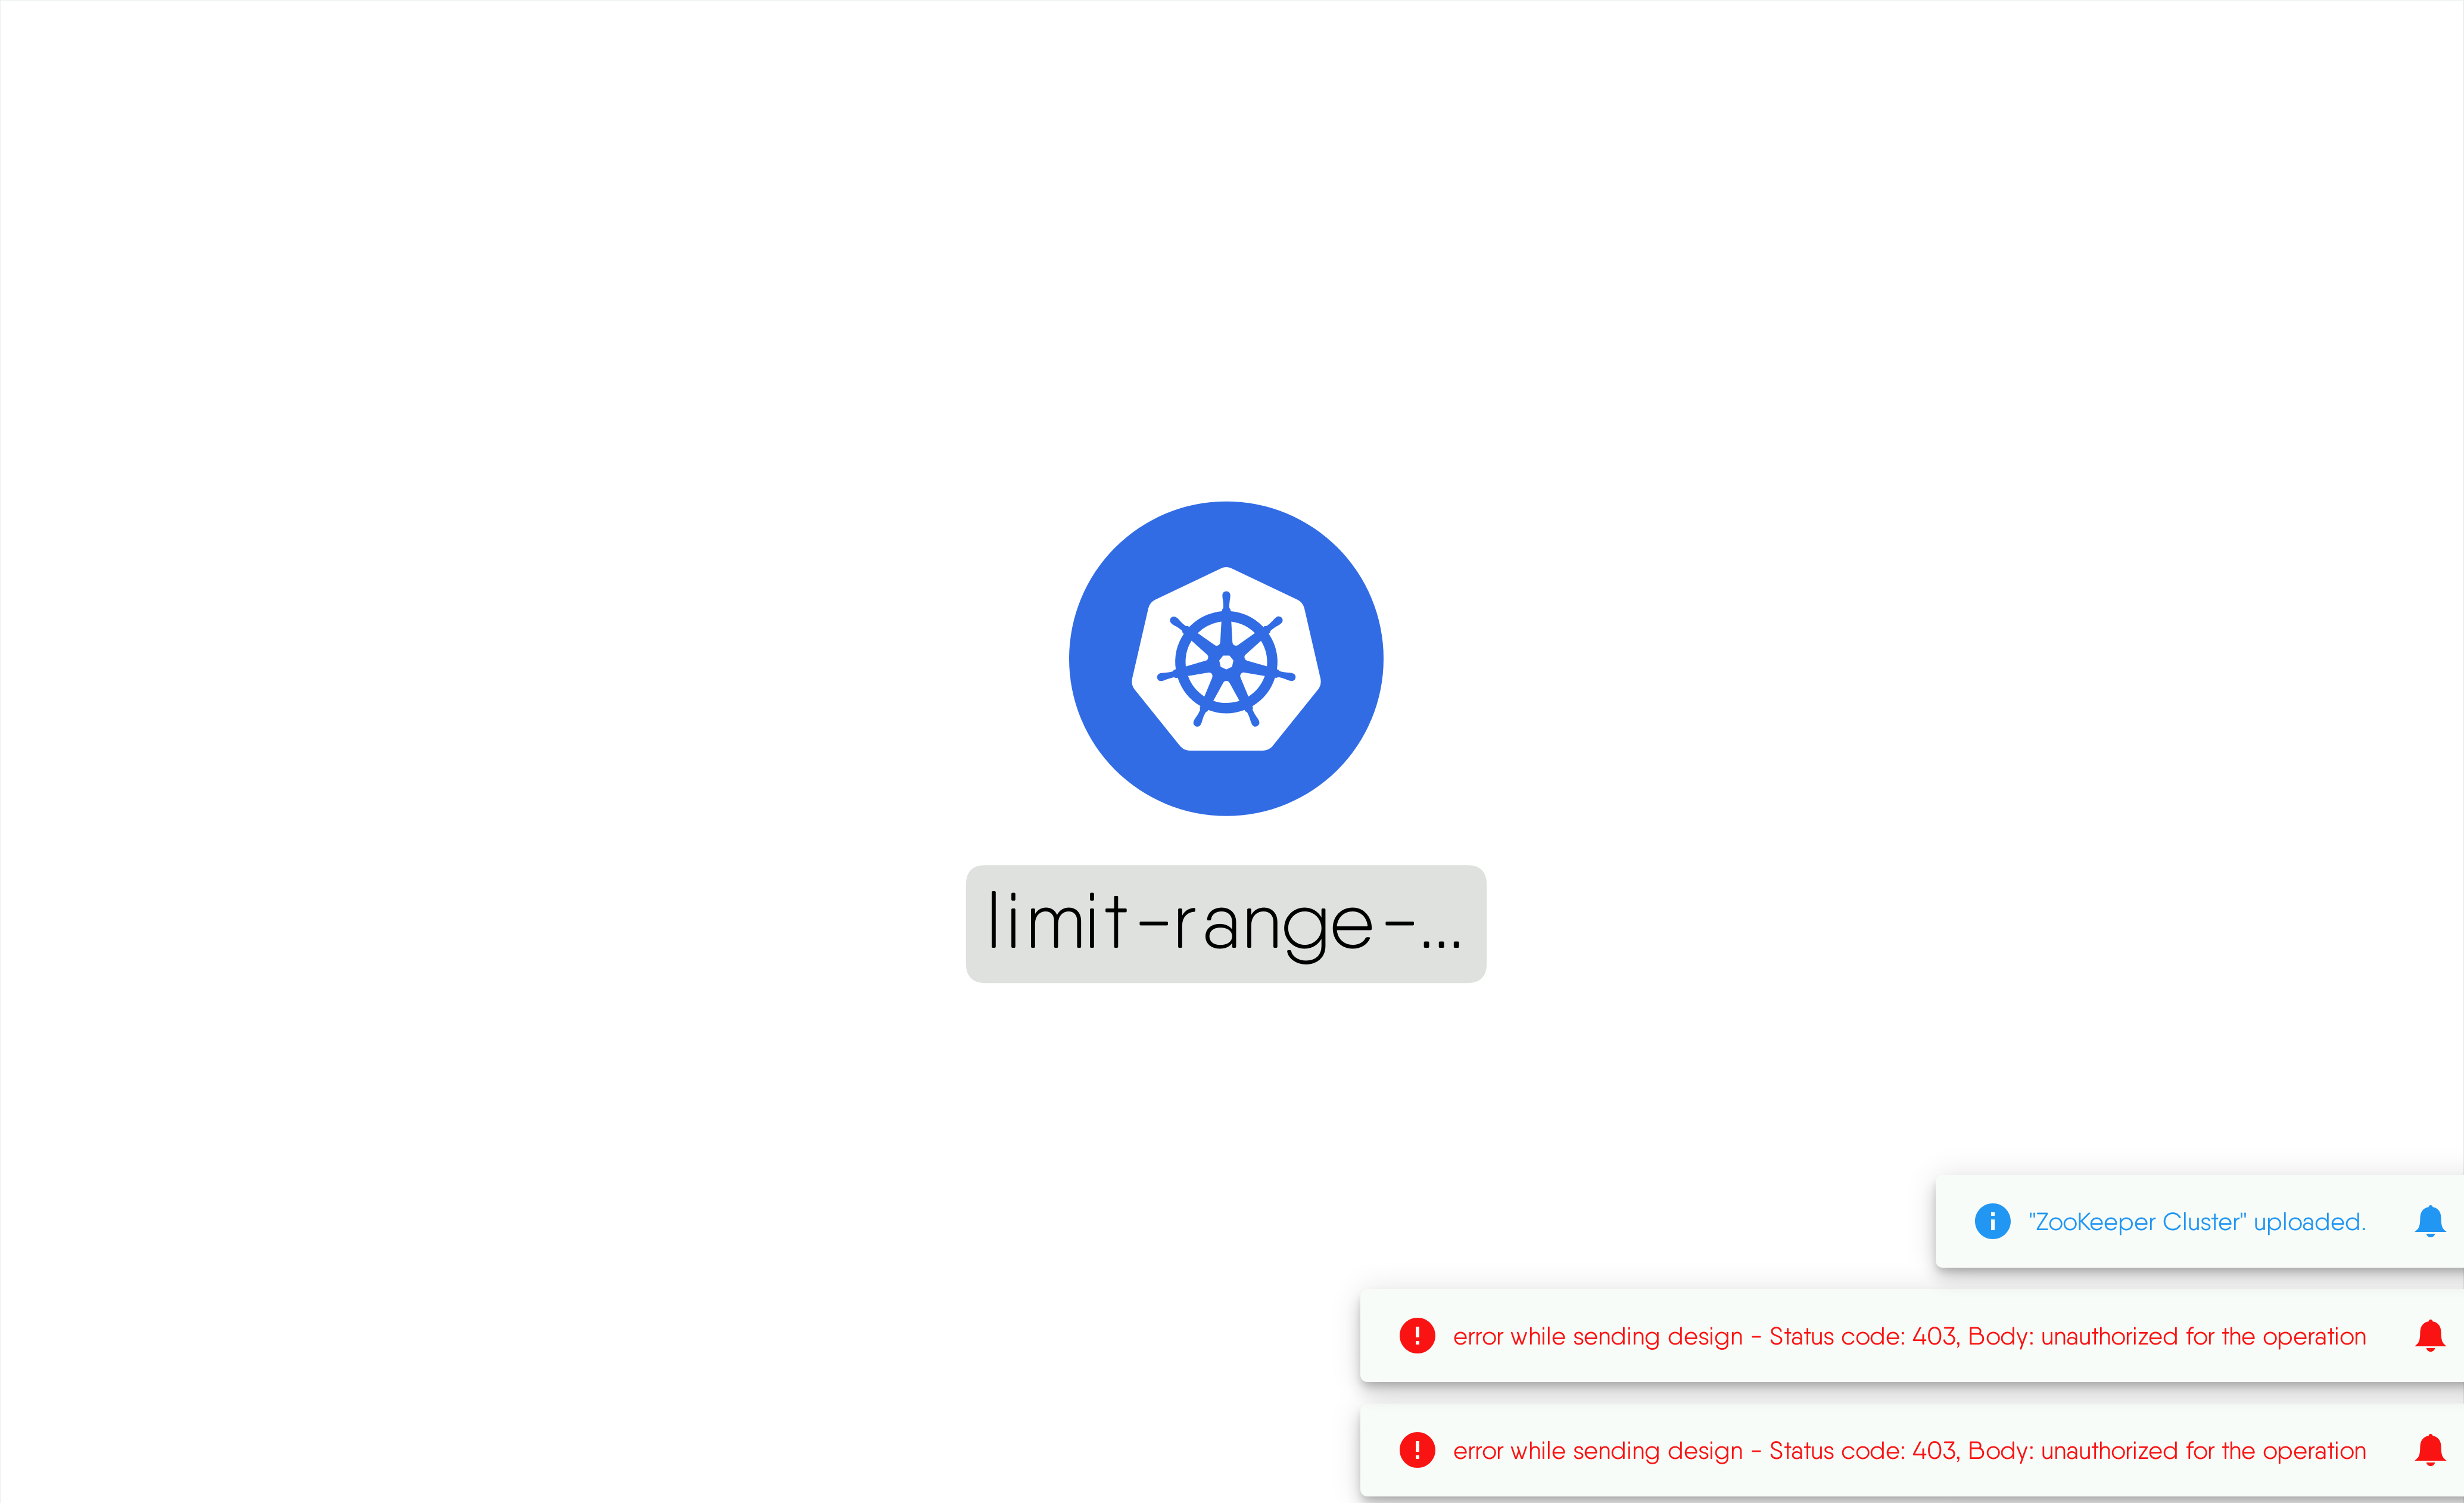 limit-range-...
"ZooKeeper Cluster" uploaded.
error while sending design - Status code: 403, Body: unauthorized for the operation
error while sending design - Status code: 403, Body: unauthorized for the operation